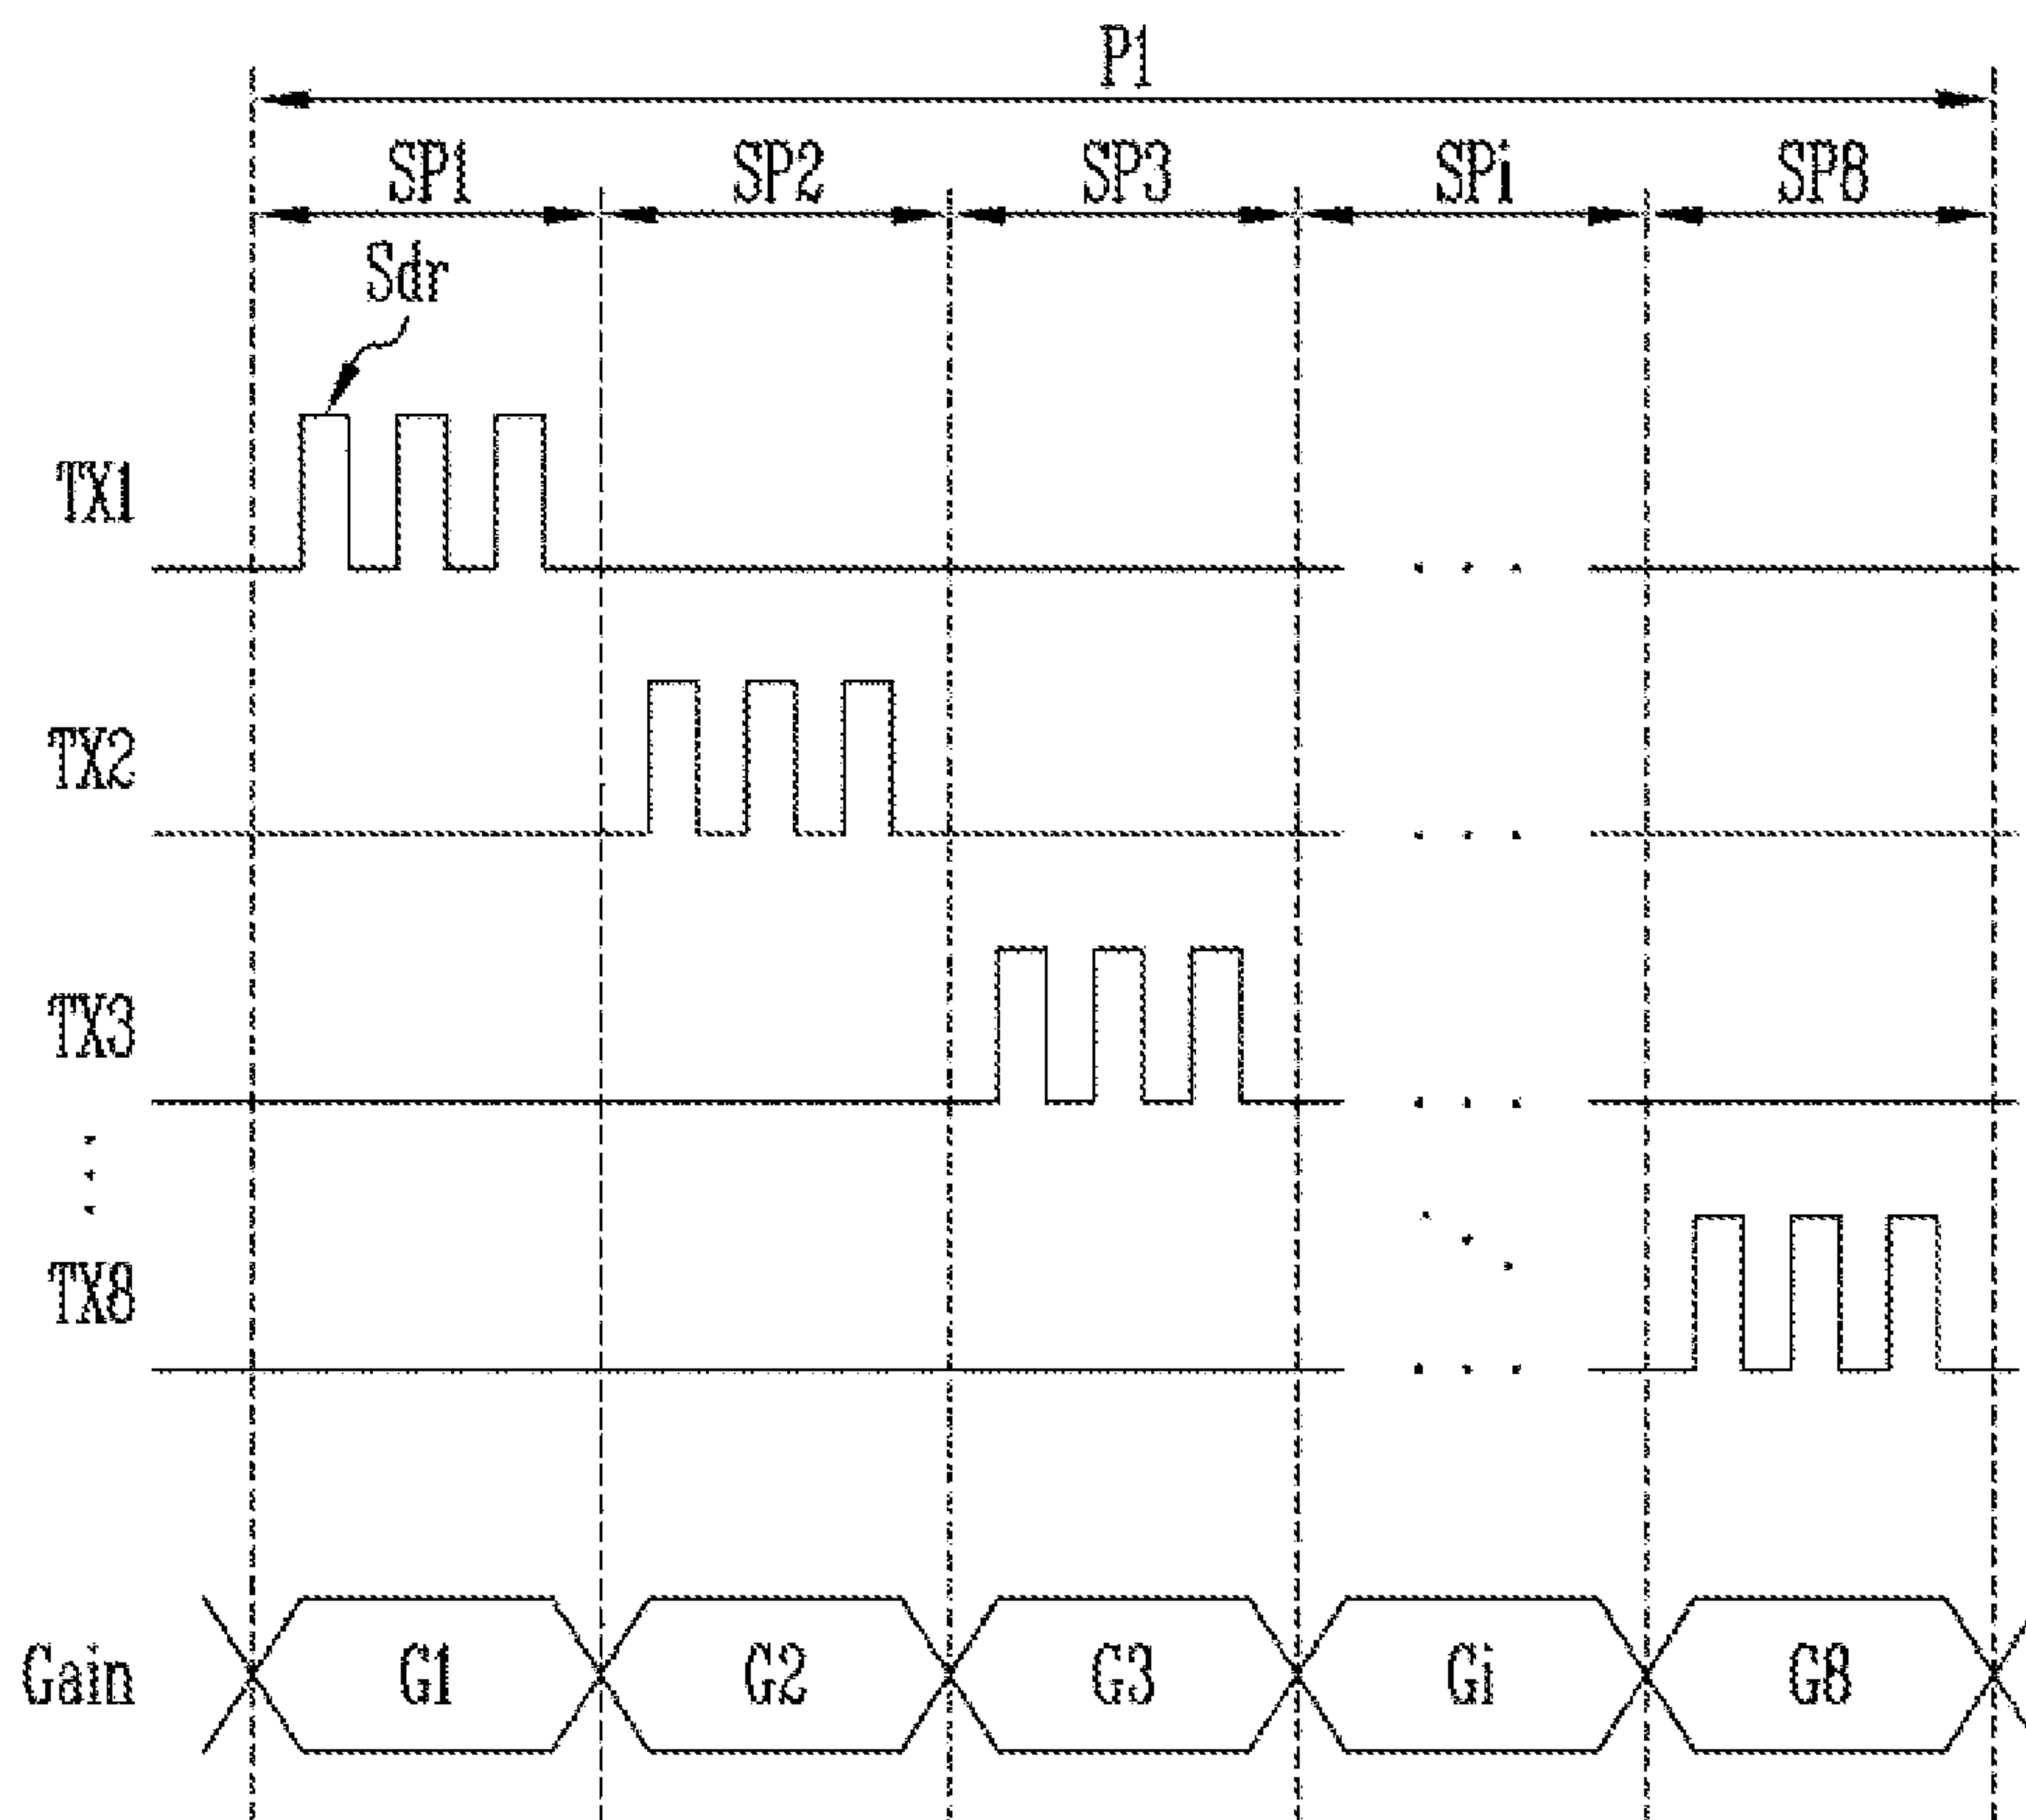 P1
SP1 SP2 SP3 SPi SP8
Sdr
TX1
TX2
TX3
TX8
Gain G1 G2 G3 Gi G8